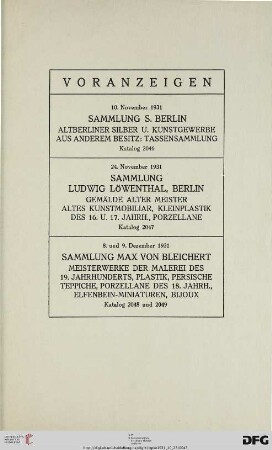 VORANZEIGEN
10. November 1931
SAMMLUNG S. BERLIN
ALTBERLINER SILBER U. KUNSTGEWERBE
AUS ANDEREM BESITZ: TASSENSAMMLUNG
Katalog 2046
24. November 1931
SAMMLUNG
LUDWIG LÖWENTHAL, BERLIN
GEMÄLDE ALTER MEISTER
ALTES KUNSTMOBILIAR, KLEINPLASTIK
DES 16. U. 17. JAHRH., PORZELLANE
Katalog 2047
8. und 9. Dezember 1931
SAMMLUNG MAX VON BLEICHERT
MEISTERWERKE DER MALEREI DES
19. JAHRHUNDERTS, PLASTIK, PERSISCHE
TEPPICHE, PORZELLANE DES 18. JAHRH.,
ELFENBEIN-MINIATUREN, BIJOUX
Katalog 2048 und 2049
UNIVERSITÄTS-
BIBLIOTHEK
HEIDELBERG
DFG